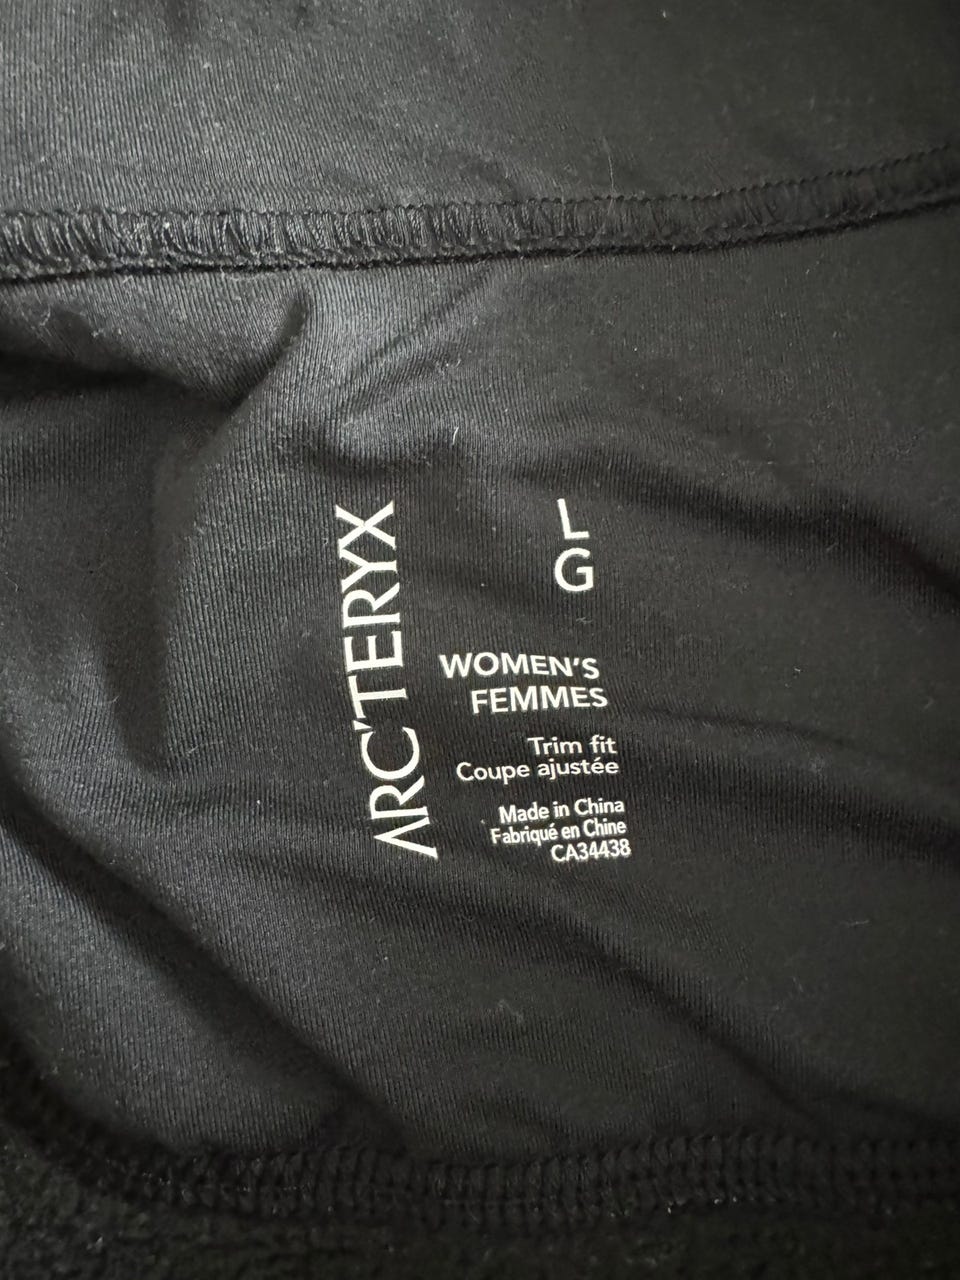 ARC'TERYX
L
G
WOMEN'S
FEMMES
Trim fit
Coupe ajustée
Made in China
Fabriqué en Chine
CA34438